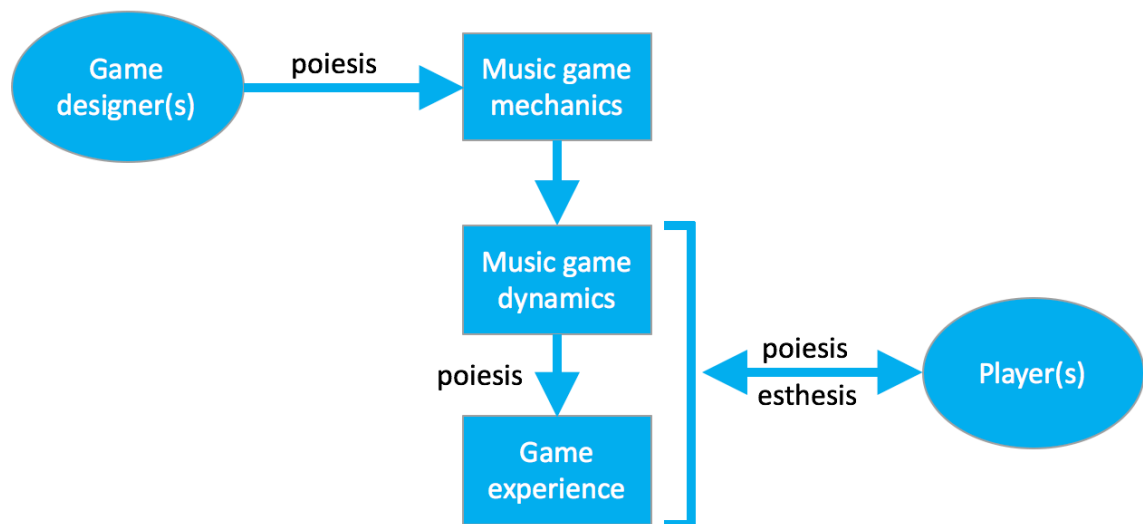 Game
designer(s)
poiesis
Music game
mechanics
Music game
dynamics
poiesis
Game
experience
poiesis
esthesis
Player(s)